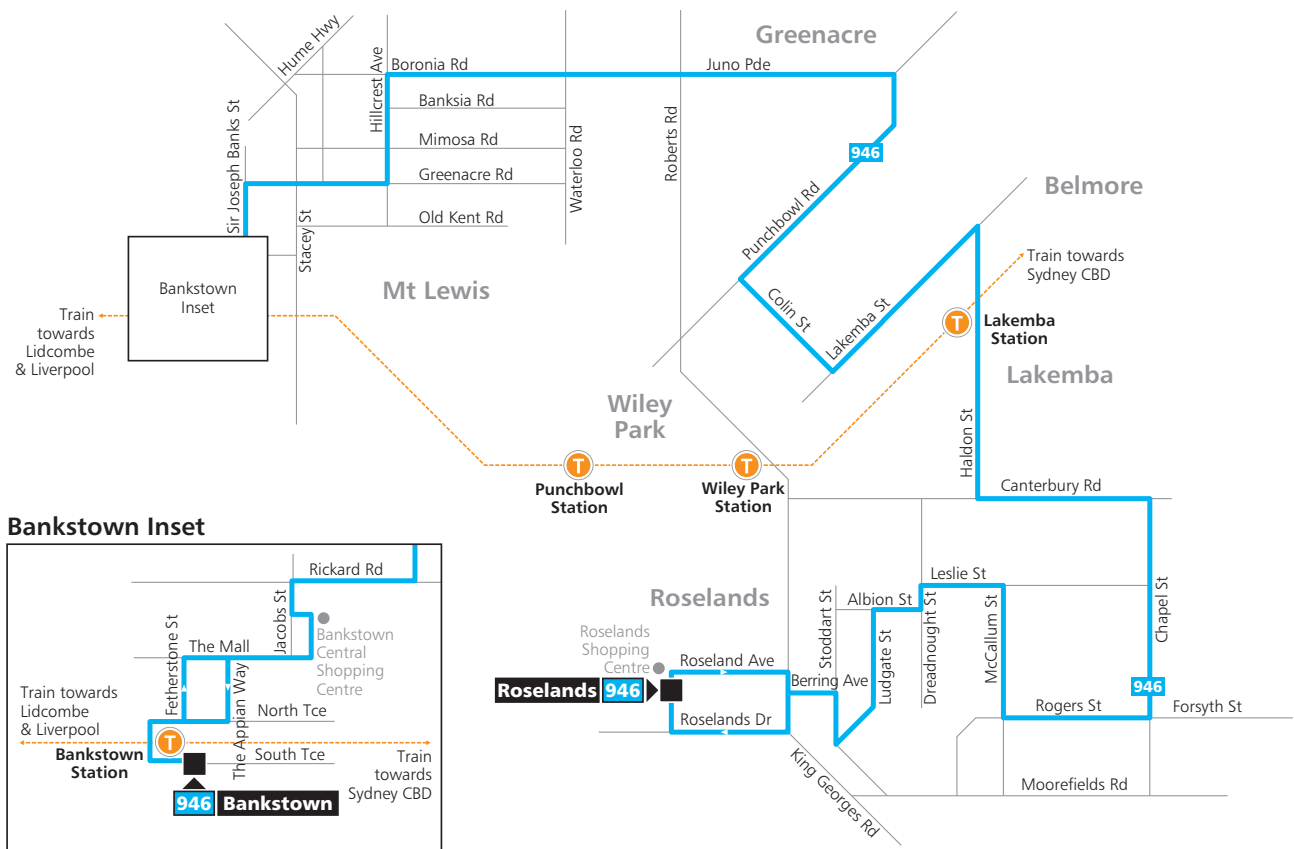 Greenacre
Hume Hwy
Hillcrest Ave
Boronia Rd
Juno Pde
Banksia Rd
Sir Joseph Banks St
Mimosa Rd
Waterloo Rd
Roberts Rd
946
Greenacre Rd
Belmore
Old Kent Rd
Stacey St
Punchbowl Rd
Train towards
Sydney CBD
Bankstown
Inset
Mt Lewis
Colin St
Lakemba St
Train
towards
Lidcombe
& Liverpool
Lakemba
Station
Lakemba
Wiley
Park
Haldon St
Punchbowl
Station
Wiley Park
Station
Canterbury Rd
Bankstown Inset
Rickard Rd
Jacobs St
Fetherstone St
The Mall
Bankstown
Central
Shopping
Centre
The Appian Way
Train towards
Lidcombe
& Liverpool
North Tce
Bankstown
Station
South Tce
Train
towards
Sydney CBD
946 Bankstown
Roselands
Leslie St
Albion St
Stoddart St
Ludgate St
Dreadnought St
McCallum St
Chapel St
Roselands
Shopping
Centre
Roseland Ave
Berring Ave
Roselands 946
946
Roselands Dr
Rogers St
Forsyth St
King Georges Rd
Moorefields Rd
T
T
T
T